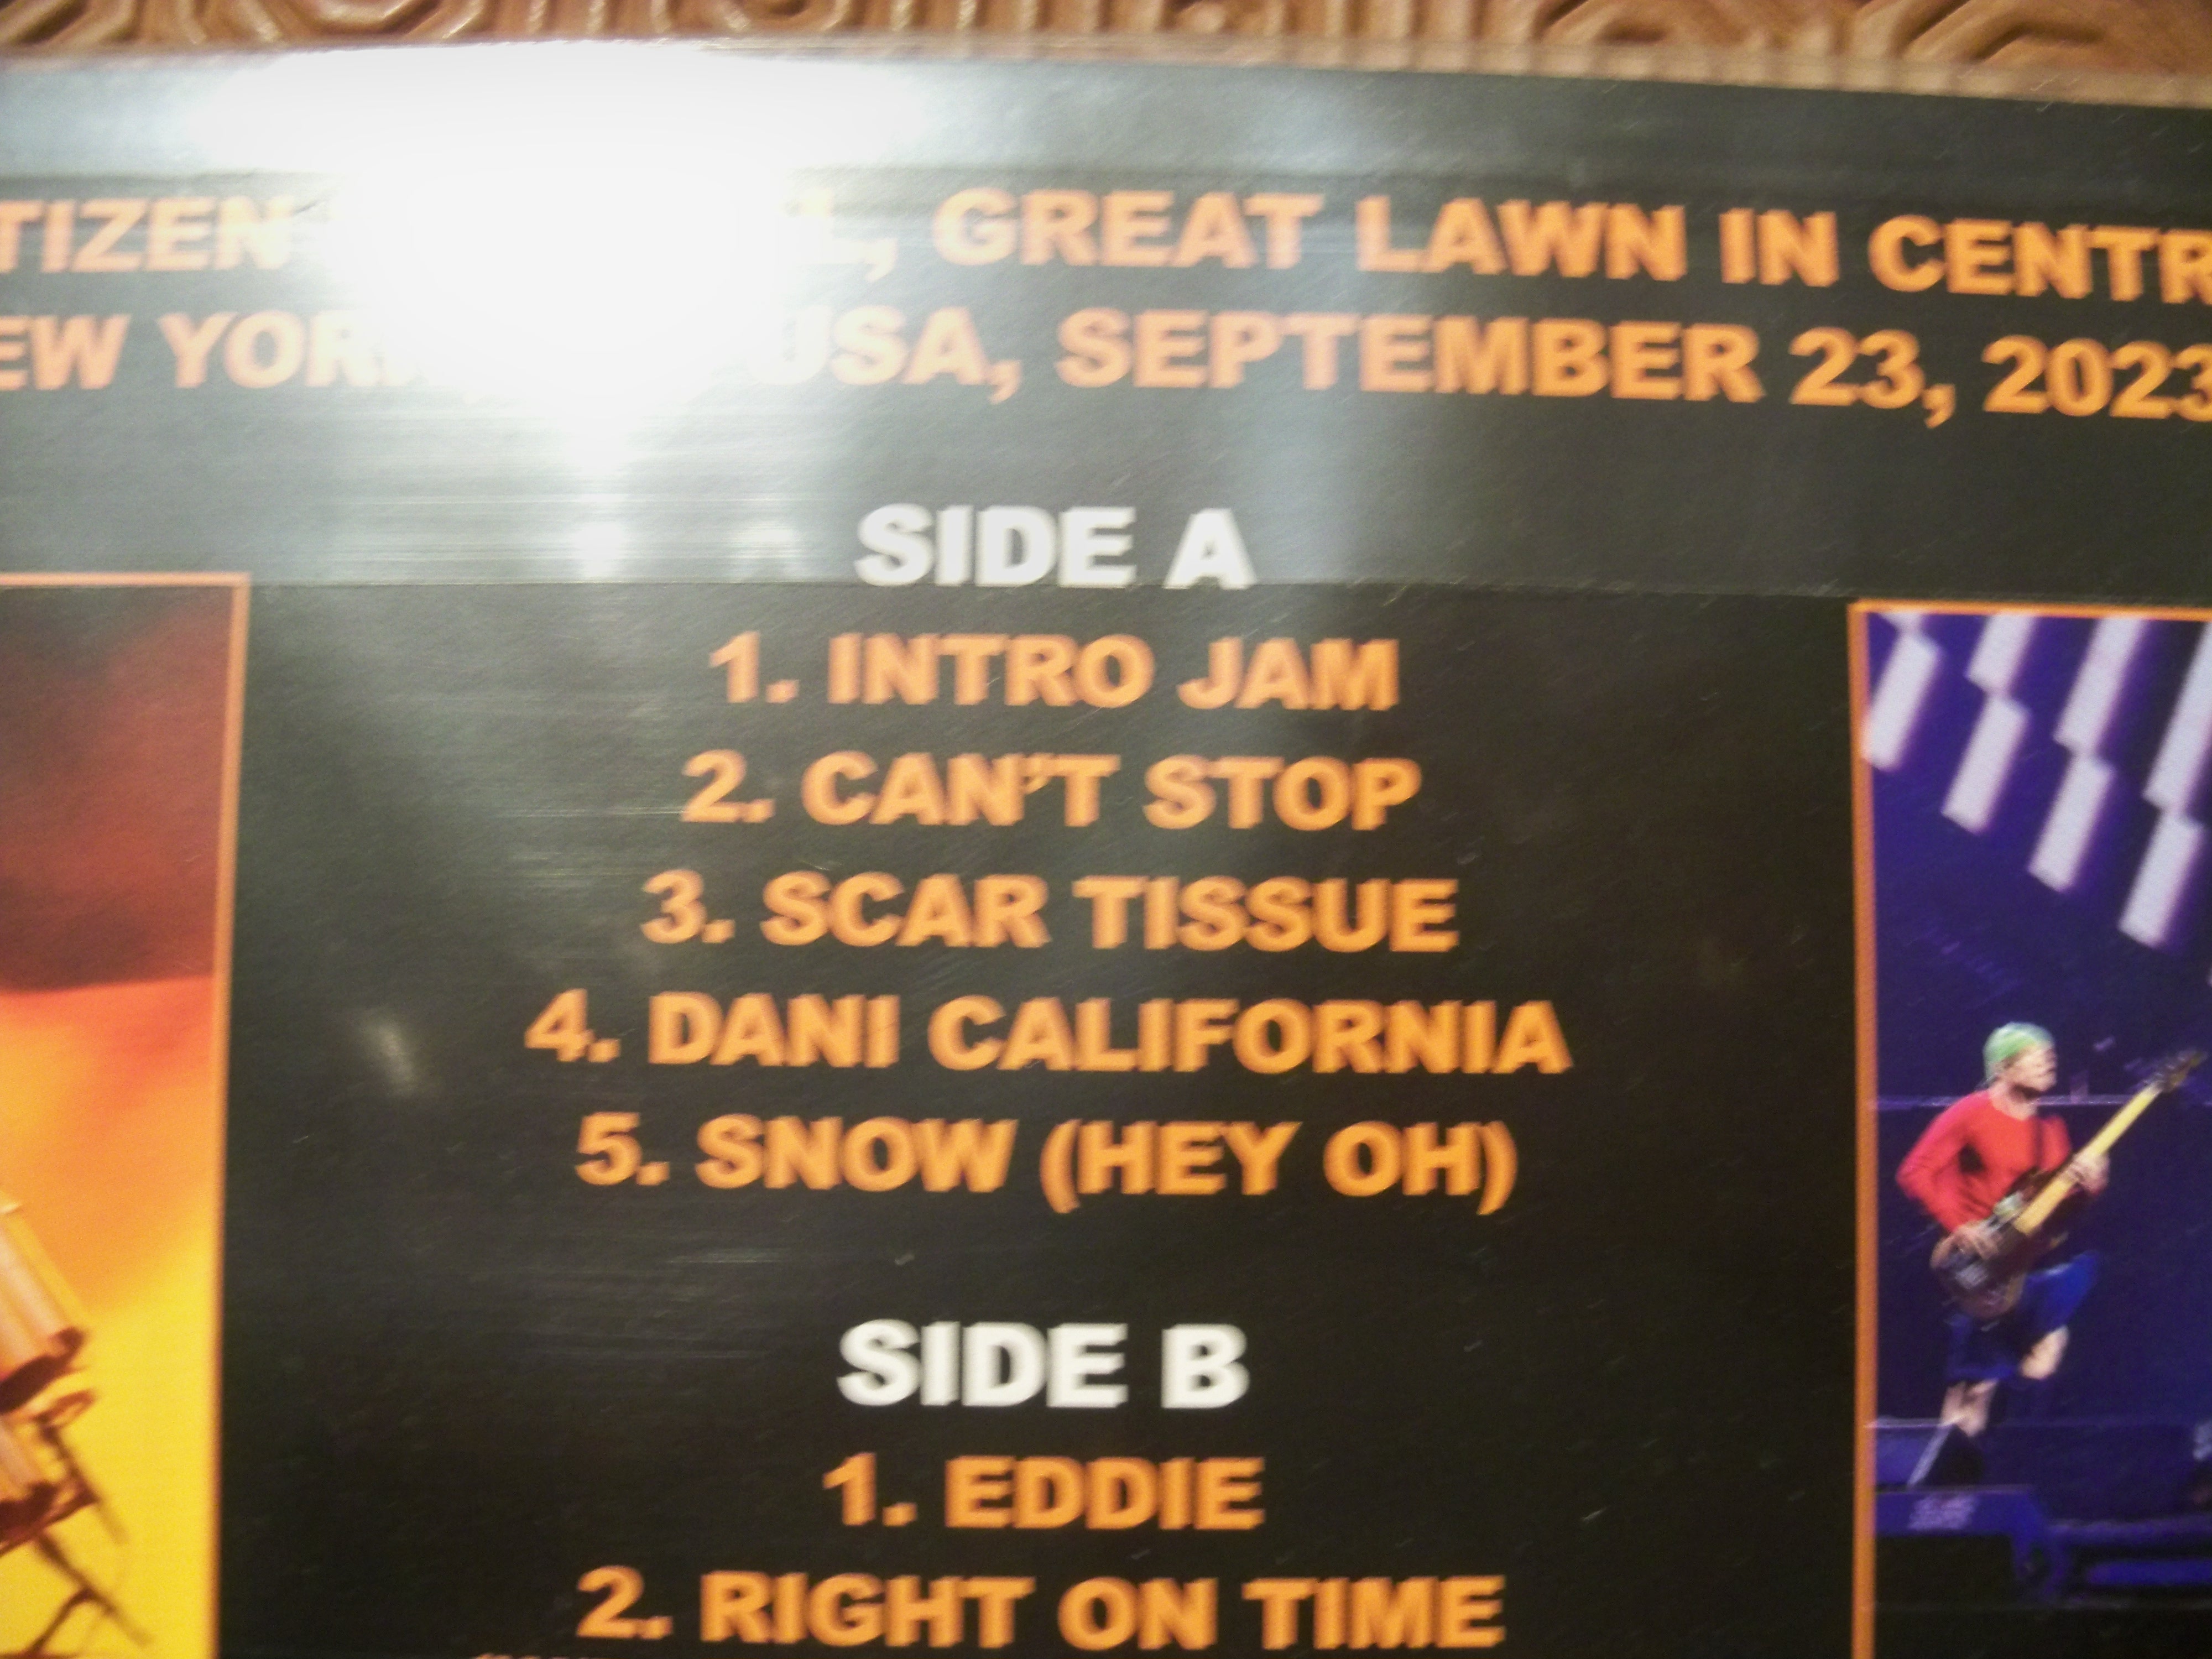 TIZEN GREAT LAWN IN CENTR
EW YORK USA, SEPTEMBER 23, 2023
SIDE A
1. INTRO JAM
2. CAN'T STOP
3. SCAR TISSUE
4. DANI CALIFORNIA
5. SNOW (HEY OH)
SIDE B
1. EDDIE
2. RIGHT ON TIME